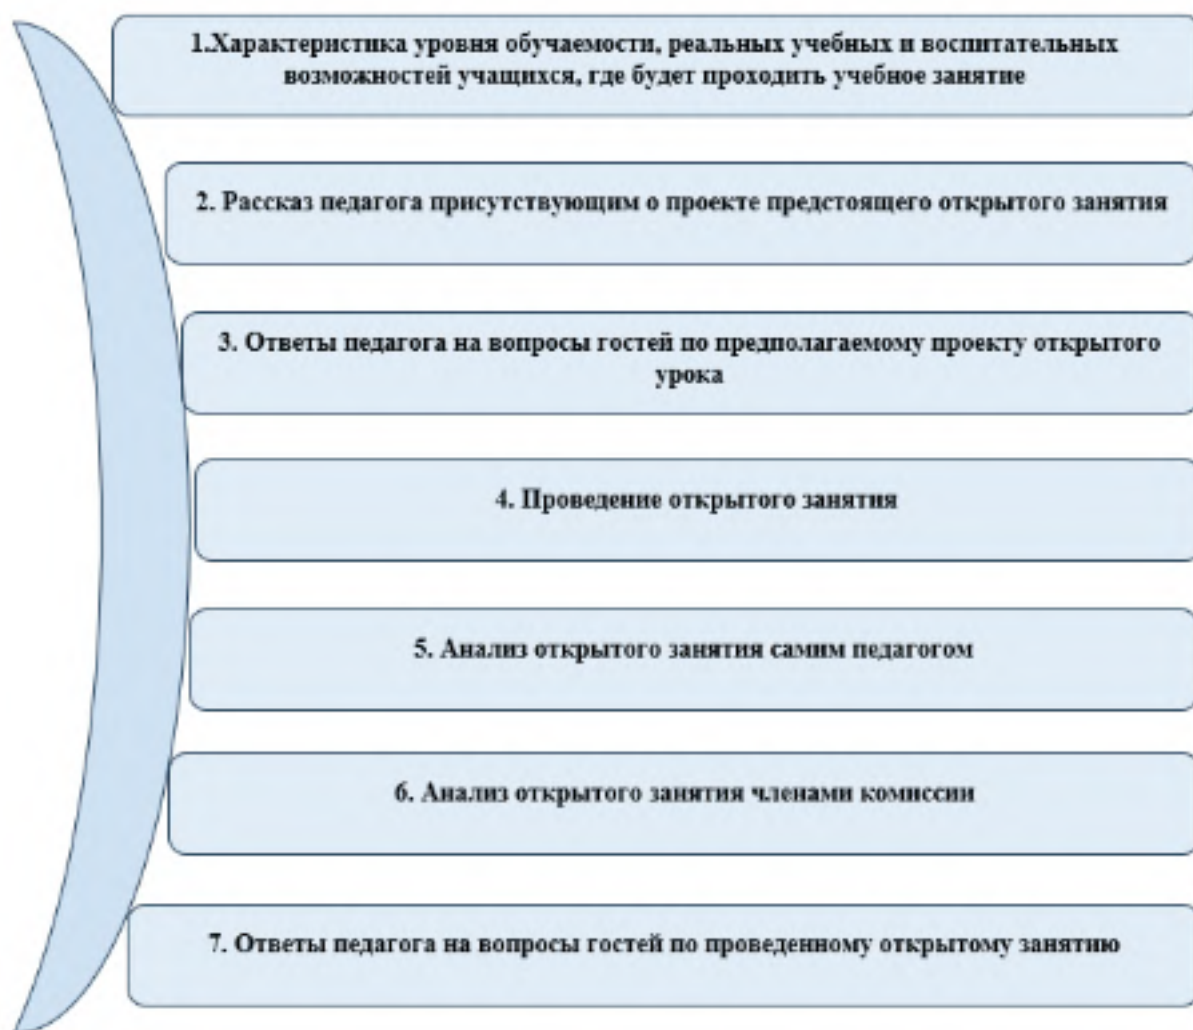 1.Характеристика уровня обучаемости, реальных учебных и воспитательных
возможностей учащихся, где будет проходить учебное занятие
2. Рассказ педагога присутствующим о проекте предстоящего открытого занятия
3. Ответы педагога на вопросы гостей по предполагаемому проекту открытого
урока
4. Проведение открытого занятия
5. Анализ открытого занятия самим педагогом
6. Анализ открытого занятия членами комиссии
7. Ответы педагога на вопросы гостей по проведенному открытому занятию